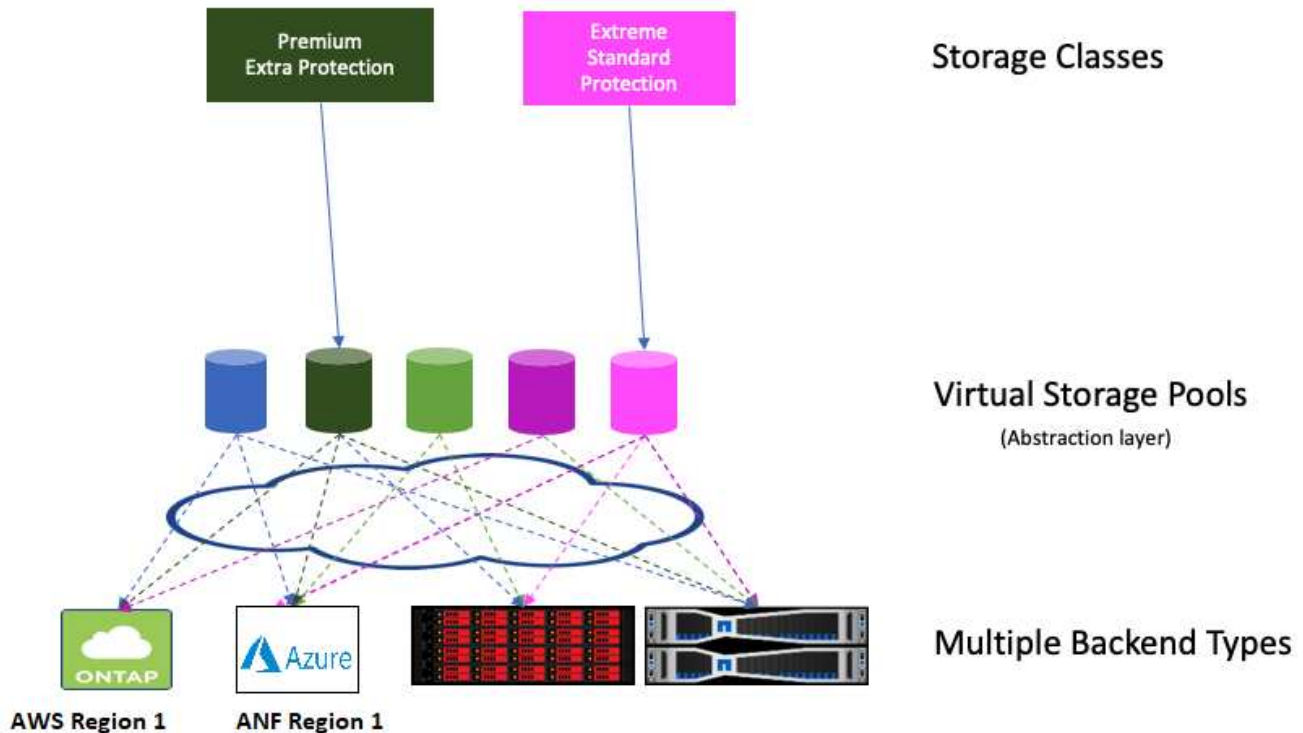 Premium
Extra Protection
Extreme
Standard
Protection
Storage Classes
Virtual Storage Pools
(Abstraction layer)
ONTAP
Azure
Multiple Backend Types
AWS Region 1
ANF Region 1